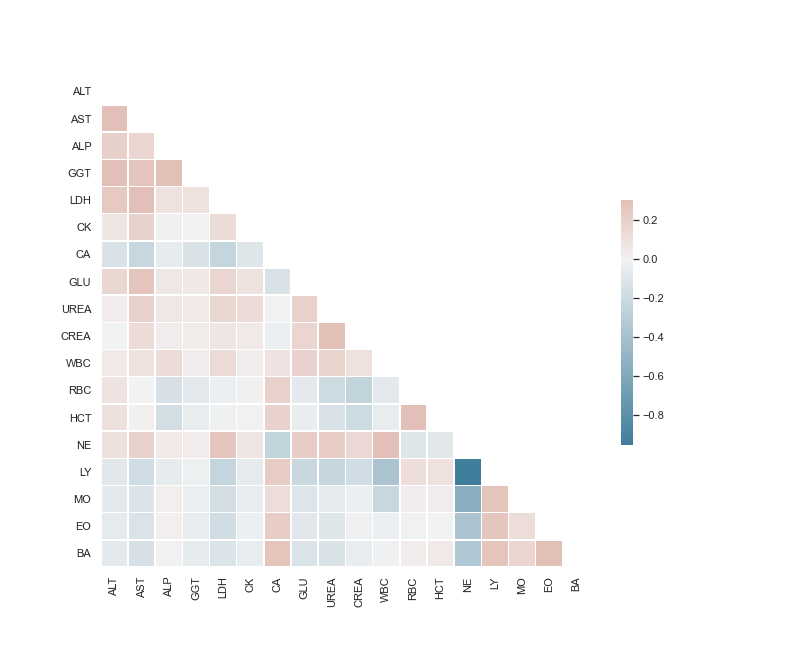 ALT
AST
ALP
GGT
LDH
CK
CA
GLU
UREA
CREA
WBC
RBC
HCT
NE
LY
MO
EO
BA
ALT
AST
ALP
GGT
LDH
CK
CA
GLU
UREA
CREA
WBC
RBC
HCT
NE
LY
MO
EO
BA
0.2
0.0
−0.2
−0.4
−0.6
−0.8